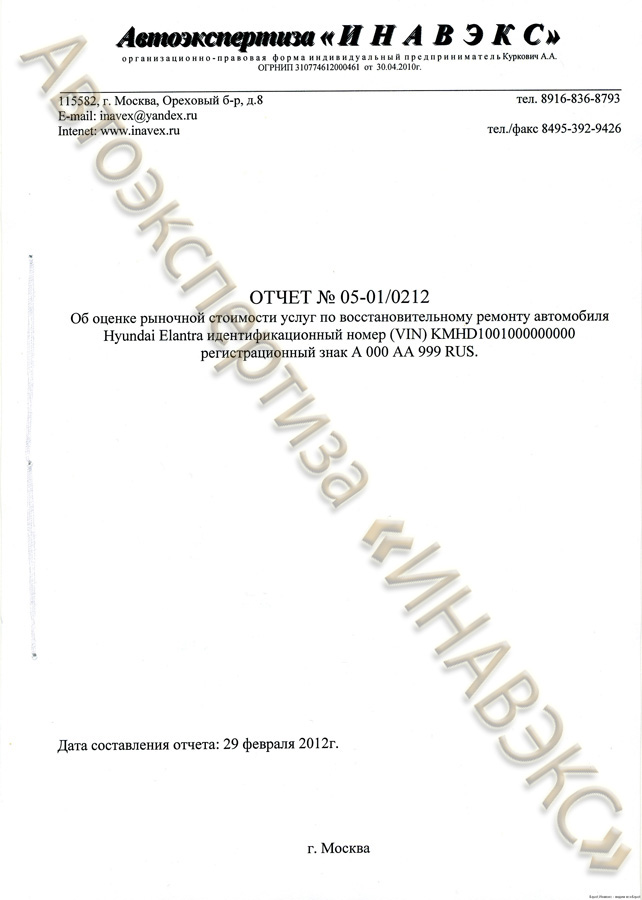 Автоэкспертиза «ИНАВЭКС»
организационно-правовая форма индивидуальный предприниматель Куркович А.А.
ОГРНИП 310774612000461 от 30.04.2010г.
115582, г. Москва, Ореховый б-р, д.8
тел. 8916-836-8793
E-mail: inavex@yandex.ru
Intenet: www.inavex.ru
тел./факс 8495-392-9426
ОТЧЕТ № 05-01/0212
Об оценке рыночной стоимости услуг по восстановительному ремонту автомобиля
Hyundai Elantra идентификационный номер (VIN) KMHD1001000000000
регистрационный знак А 000 АА 999 RUS.
Автоэкспертиза «ИНАВЭКС»
Дата составления отчета: 29 февраля 2012г.
г. Москва